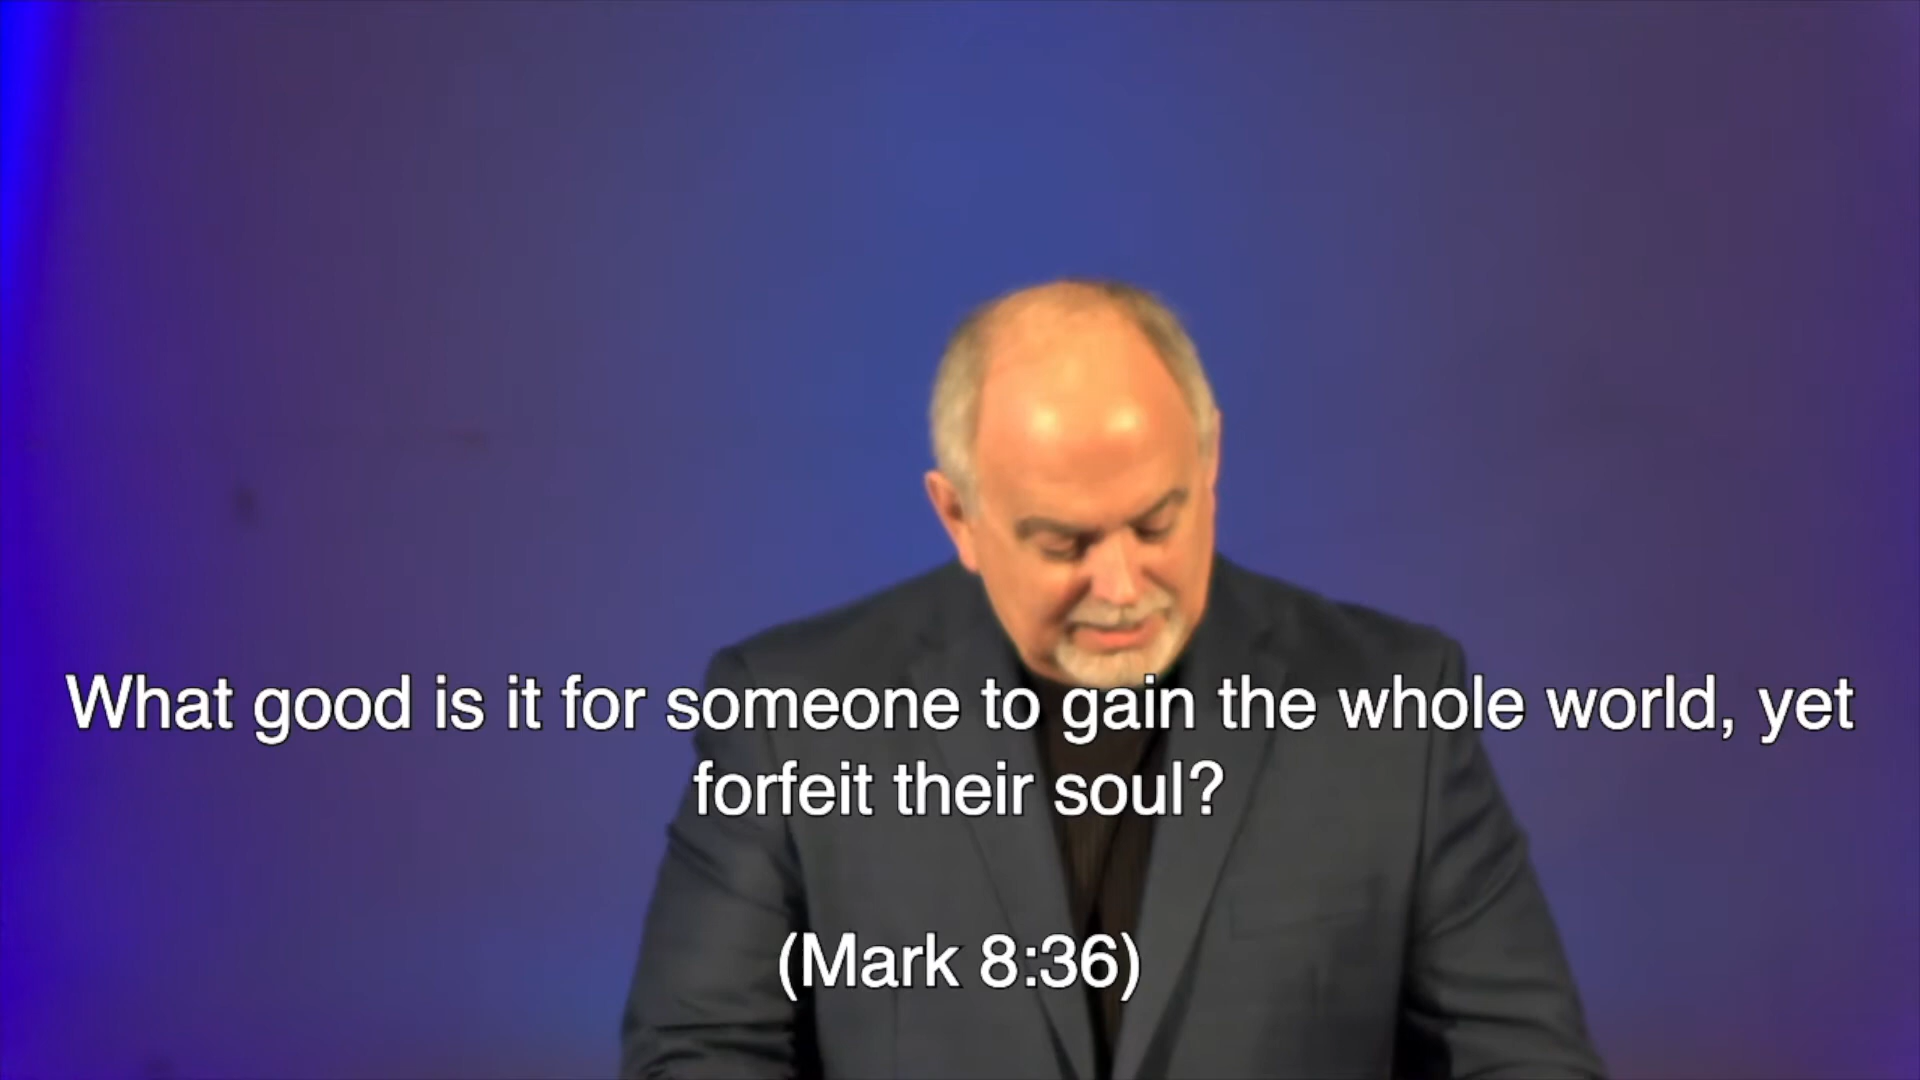 What good is it for someone to gain the whole world, yet
forfeit their soul?
(Mark 8:36)